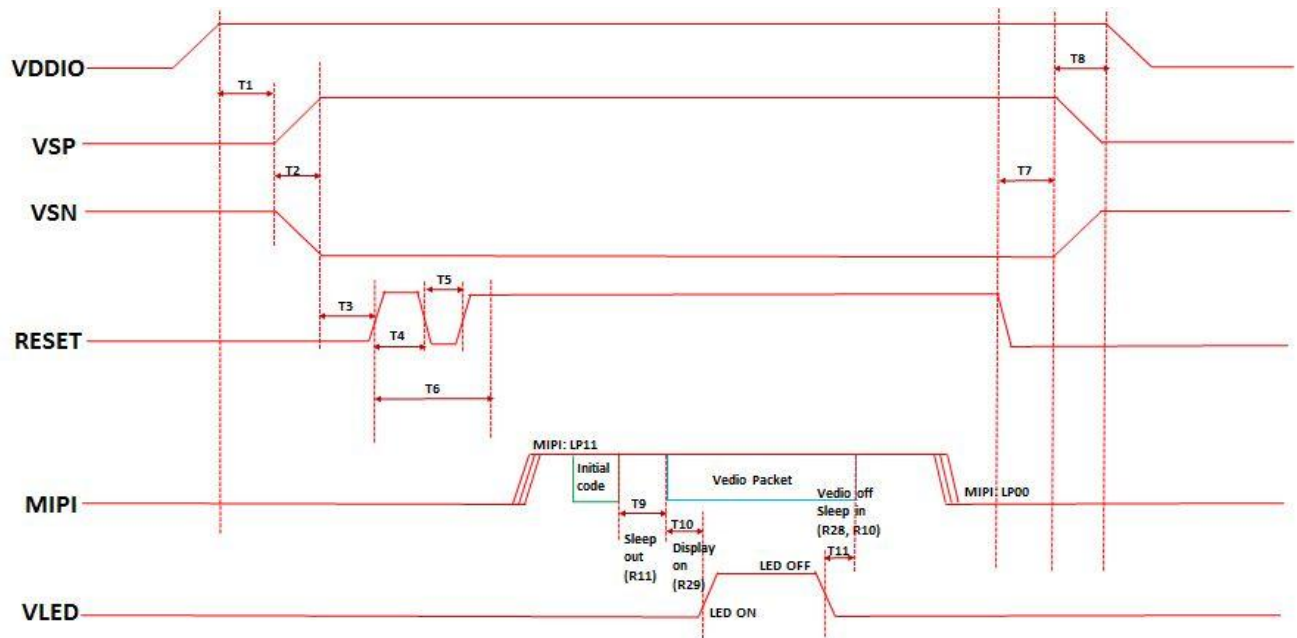 VDDIO
T8
T1
VSP
T2
T7
VSN
T5
T3
RESET
T4
T6
MIPI: LP11
Initial
code
Vedio Packet
MIPI: LP00
Vedio off
Sleep in
(R28, R10)
MIPI
T9
T10
Sleep
out
(R11)
Display
on
(R29)
T11
LED OFF
VLED
LED ON